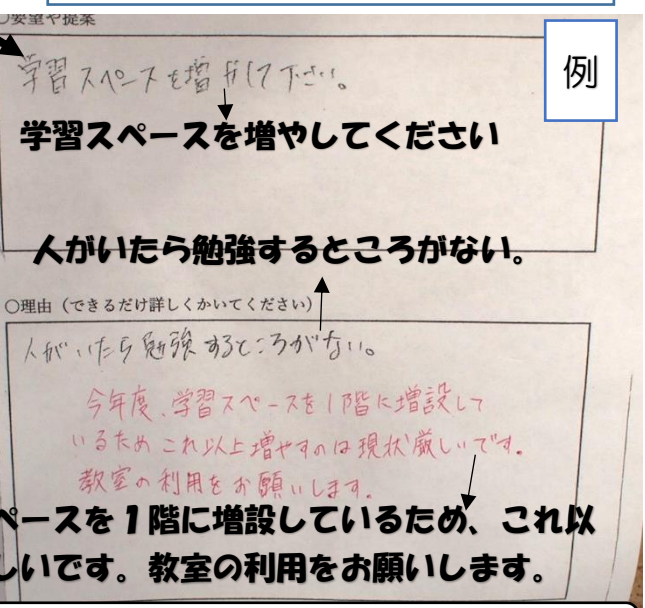 ○要望や提案
例
学習スペースを増やして下さい。
学習スペースを増やしてください
人がいたら勉強するところがない。
○理由（できるだけ詳しくかいてください）
人がいたら勉強するところがない。
今年度、学習スペースを1階に増設して
いるためこれ以上増やすのは現状厳しいです。
教室の利用をお願いします。
ペースを１階に増設しているため、これ以
しいです。教室の利用をお願いします。